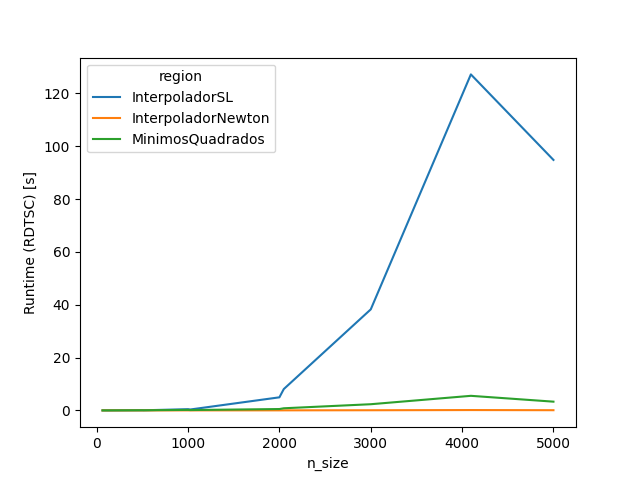 region
InterpoladorSL
InterpoladorNewton
MinimosQuadrados
Runtime (RDTSC) [s]
120
100
80
60
40
20
0
0 1000 2000 3000 4000 5000
n_size